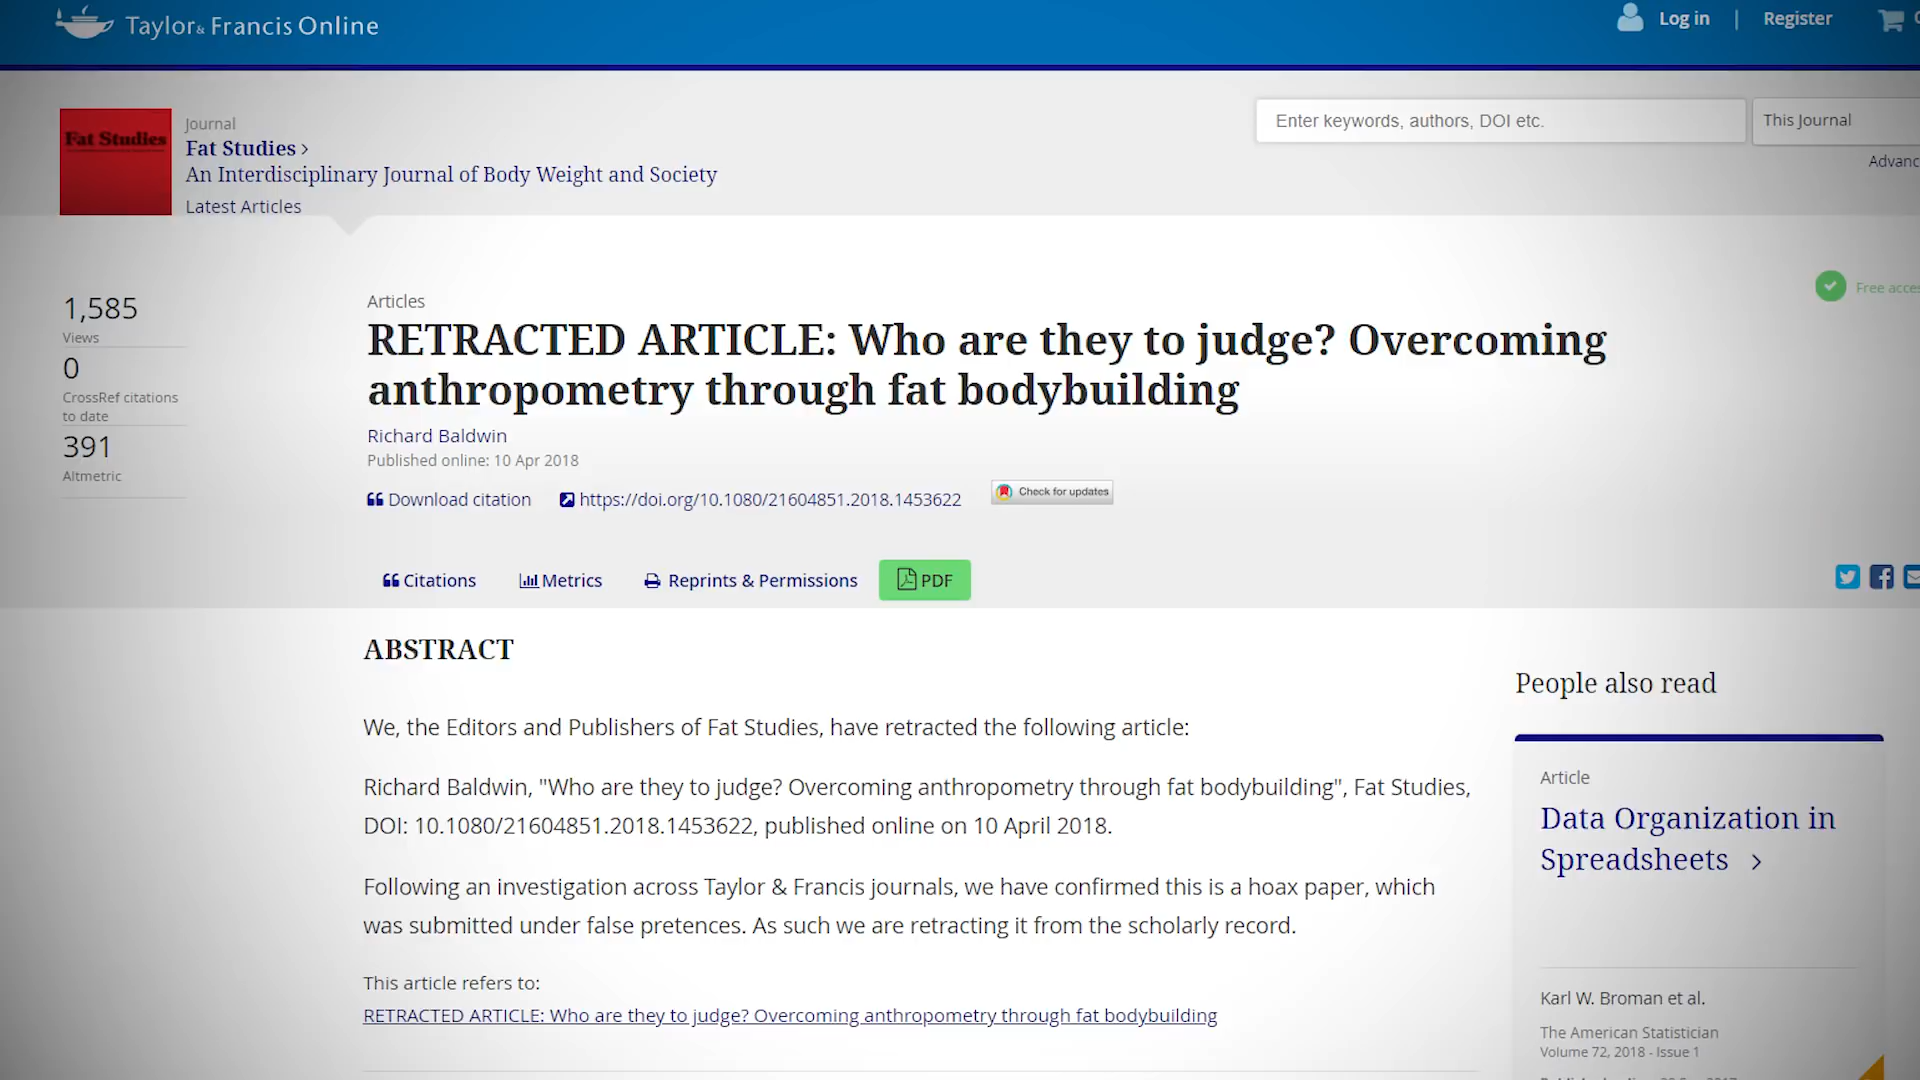 Taylor & Francis Online
Log in | Register
Fat Studies
Journal
Fat Studies >
An Interdisciplinary Journal of Body Weight and Society
Latest Articles
Enter keywords, authors, DOI etc.
This Journal
1,585
Views
0
CrossRef citations
to date
391
Altmetric
Articles
RETRACTED ARTICLE: Who are they to judge? Overcoming
anthropometry through fat bodybuilding
Richard Baldwin
Published online: 10 Apr 2018
Download citation https://doi.org/10.1080/21604851.2018.1453622
Check for updates
Free
Citations Metrics Reprints & Permissions PDF
ABSTRACT
We, the Editors and Publishers of Fat Studies, have retracted the following article:
Richard Baldwin, "Who are they to judge? Overcoming anthropometry through fat bodybuilding", Fat Studies,
DOI: 10.1080/21604851.2018.1453622, published online on 10 April 2018.
Following an investigation across Taylor & Francis journals, we have confirmed this is a hoax paper, which
was submitted under false pretences. As such we are retracting it from the scholarly record.
This article refers to:
RETRACTED ARTICLE: Who are they to judge? Overcoming anthropometry through fat bodybuilding
People also read
Article
Data Organization in
Spreadsheets >
Karl W. Broman et al.
The American Statistician
Volume 72, 2018 - Issue 1